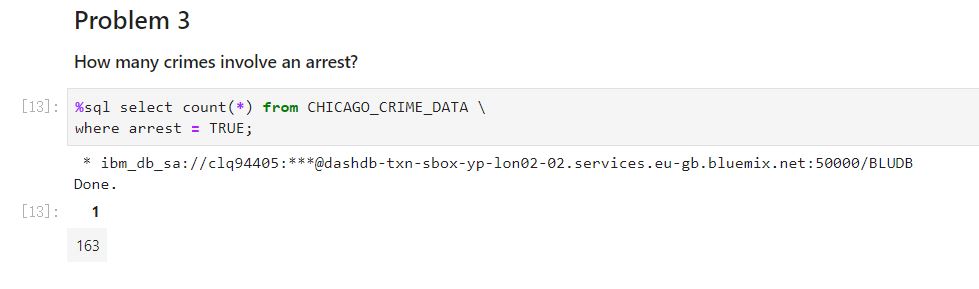 Problem 3
How many crimes involve an arrest?
[13]: %sql select count(*) from CHICAGO_CRIME_DATA \
where arrest = TRUE;
* ibm_db_sa://clq94405:***@dashdb-txn-sbox-yp-lon02-02.services.eu-gb.bluemix.net:50000/BLUDB
Done.
[13]: 1
163